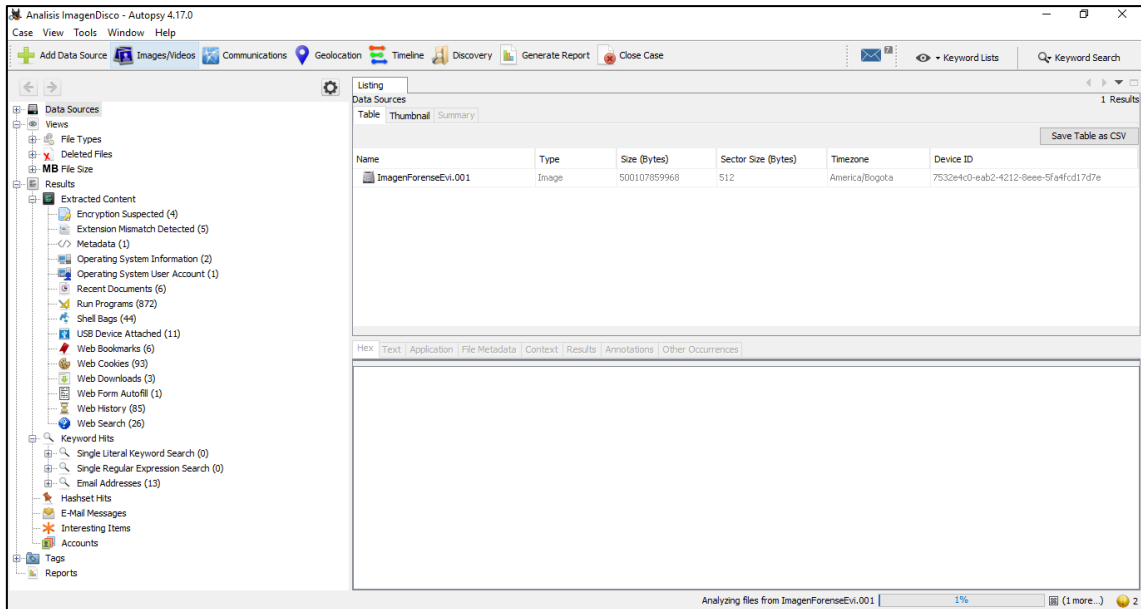 Analisis ImagenDisco - Autopsy 4.17.0
Case View Tools Window Help
Add Data Source Images/Videos Communications Geolocation Timeline Discovery Generate Report Close Case 7 Keyword Lists Keyword Search
Data Sources
Views
File Types
Deleted Files
MB File Size
Results
Extracted Content
Encryption Suspected (4)
Extension Mismatch Detected (5)
Metadata (1)
Operating System Information (2)
Operating System User Account (1)
Recent Documents (6)
Run Programs (872)
Shell Bags (44)
USB Device Attached (11)
Web Bookmarks (6)
Web Cookies (93)
Web Downloads (3)
Web Form Autofill (1)
Web History (85)
Web Search (26)
Keyword Hits
Single Literal Keyword Search (0)
Single Regular Expression Search (0)
Email Addresses (13)
Hashset Hits
E-Mail Messages
Interesting Items
Accounts
Tags
Reports
Listing
Data Sources 1 Results
Table Thumbnail Summary
Save Table as CSV
Name Type Size (Bytes) Sector Size (Bytes) Timezone Device ID
ImagenForenseEvi.001 Image 500107859968 512 America/Bogota 7532e4c0-eab2-4212-8eee-5fa4fcd17d7e
Hex Text Application File Metadata Context Results Annotations Other Occurrences
Analyzing files from ImagenForenseEvi.001 1% (1 more...) 2